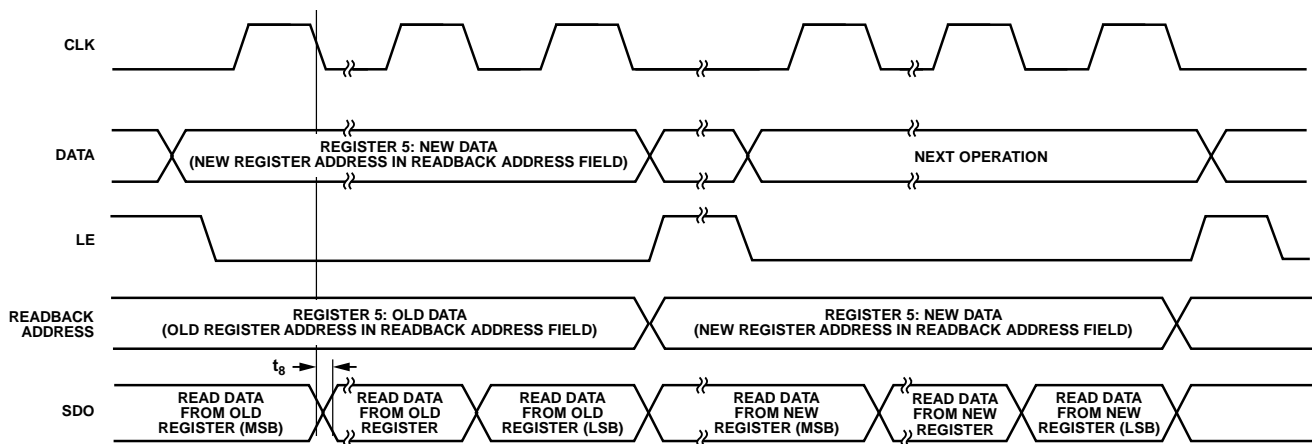 CLK
DATA
REGISTER 5: NEW DATA
(NEW REGISTER ADDRESS IN READBACK ADDRESS FIELD)
NEXT OPERATION
LE
READBACK
ADDRESS
REGISTER 5: OLD DATA
(OLD REGISTER ADDRESS IN READBACK ADDRESS FIELD)
REGISTER 5: NEW DATA
(NEW REGISTER ADDRESS IN READBACK ADDRESS FIELD)
t8
SDO
READ DATA
FROM OLD
REGISTER (MSB)
READ DATA
FROM OLD
REGISTER
READ DATA
FROM OLD
REGISTER (LSB)
READ DATA
FROM NEW
REGISTER (MSB)
READ DATA
FROM NEW
REGISTER
READ DATA
FROM NEW
REGISTER (LSB)